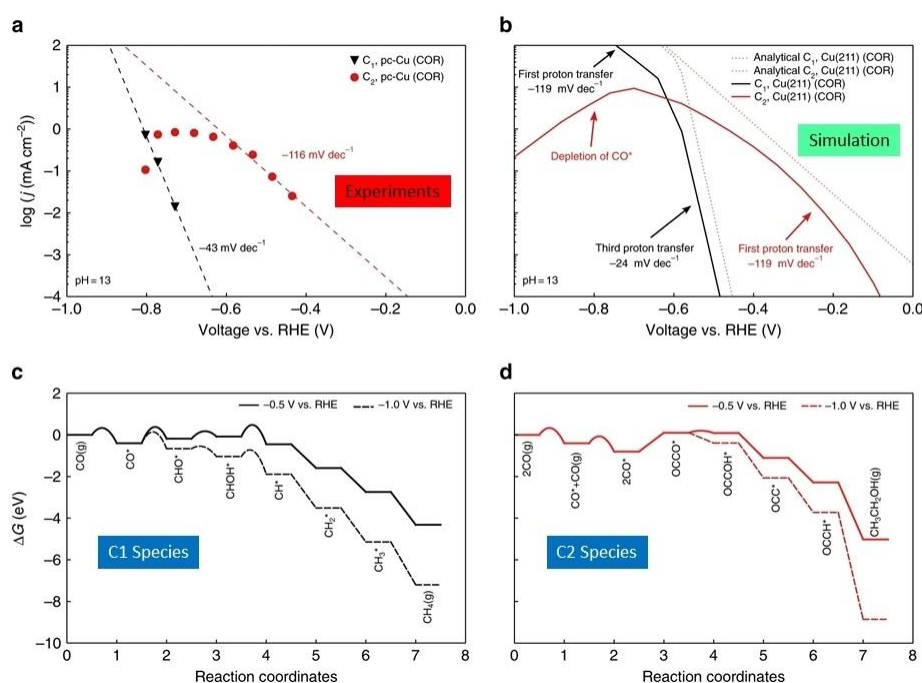 a
2
1
0
−1
−2
−3
−4
log (j (mA cm−2))
C1, pc-Cu (COR)
C2, pc-Cu (COR)
−116 mV dec−1
Experiments
−43 mV dec−1
pH = 13
−1.0
−0.8
−0.6
−0.4
−0.2
0.0
Voltage vs. RHE (V)
b
Analytical C1, Cu(211) (COR)
Analytical C2, Cu(211) (COR)
C1, Cu(211) (COR)
C2, Cu(211) (COR)
First proton transfer
−119 mV dec−1
Simulation
Depletion of CO*
Third proton transfer
−24 mV dec−1
First proton transfer
−119 mV dec−1
pH = 13
−1.0
−0.8
−0.6
−0.4
−0.2
0.0
Voltage vs. RHE (V)
c
2
0
−2
−4
−6
−8
−10
ΔG (eV)
−0.5 V vs. RHE
−1.0 V vs. RHE
CO(g)
CO*
CHO*
CHOH*
CH*
CH2*
CH3*
CH4(g)
C1 Species
0
1
2
3
4
5
6
7
8
Reaction coordinates
d
−0.5 V vs. RHE
−1.0 V vs. RHE
2CO(g)
CO*+CO(g)
2CO*
OCCO*
OCCOH*
OCC*
OCCH*
CH3CH2OH(g)
C2 Species
0
1
2
3
4
5
6
7
8
Reaction coordinates